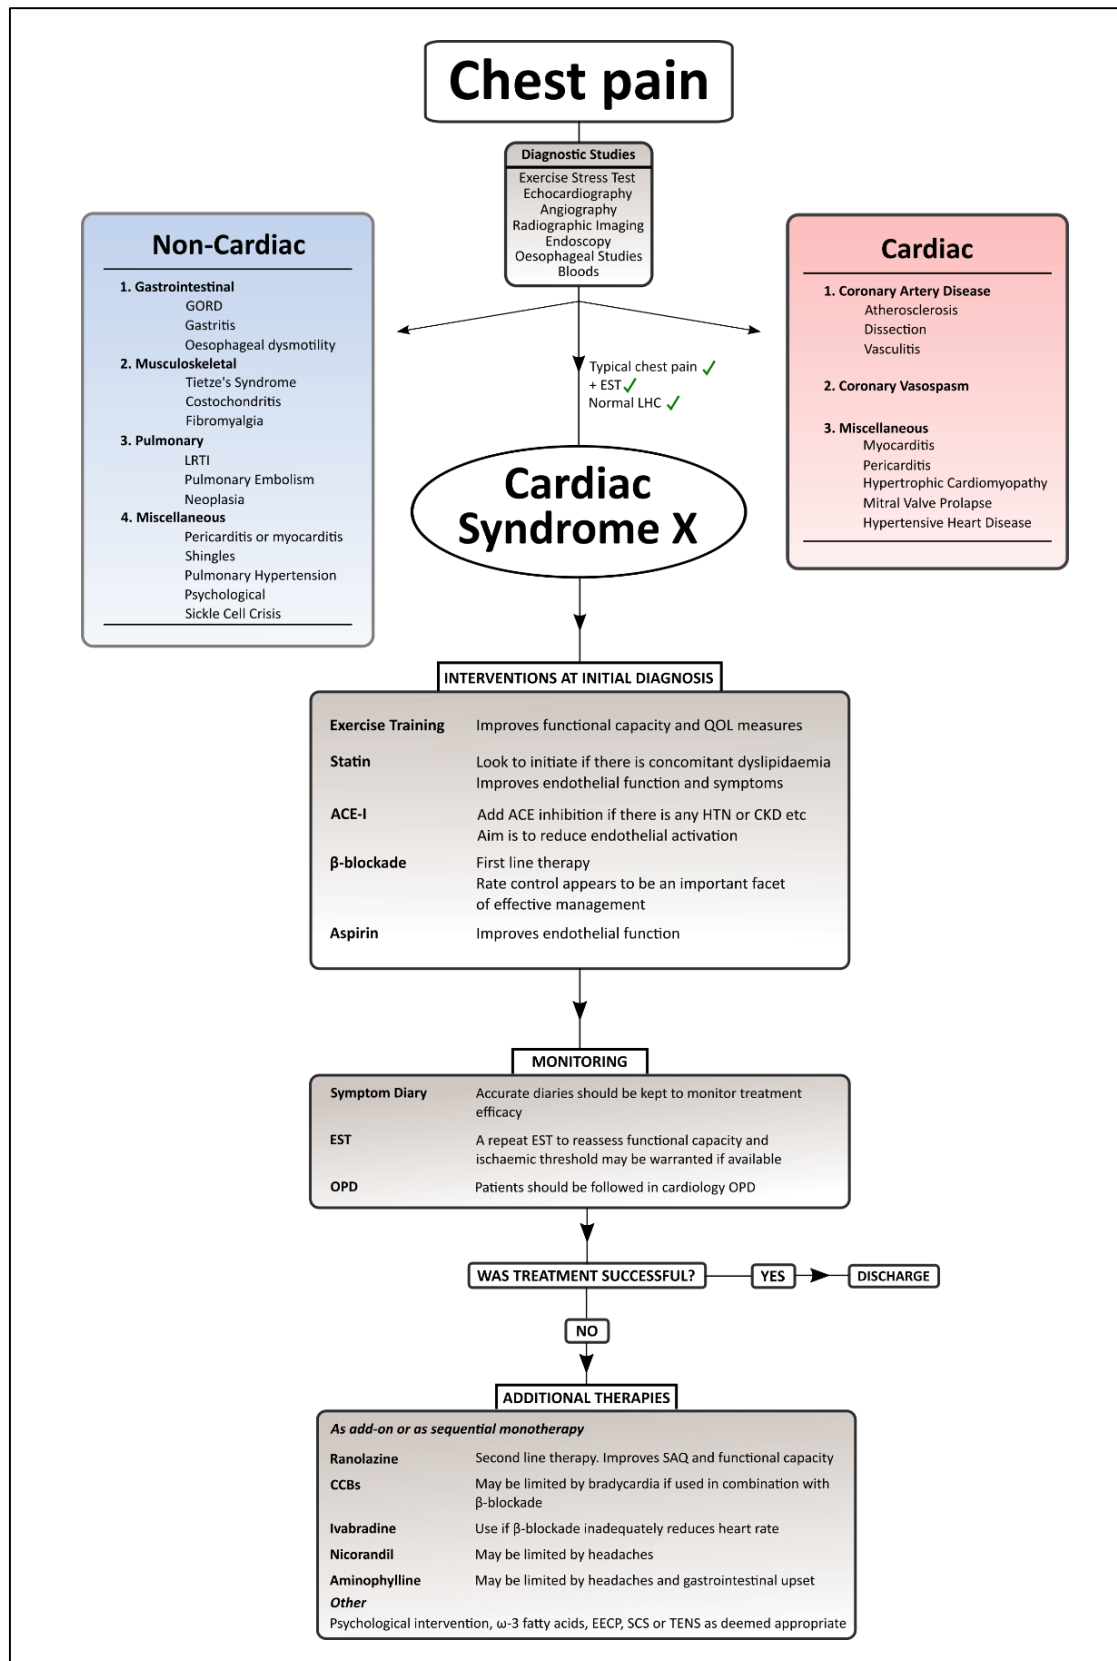 Chest pain
Diagnostic Studies
Exercise Stress Test
Echocardiography
Angiography
Radiographic Imaging
Endoscopy
Oesophageal Studies
Bloods
Non-Cardiac
1. Gastrointestinal
GORD
Gastritis
Oesophageal dysmotility
2. Musculoskeletal
Tietze's Syndrome
Costochondritis
Fibromyalgia
3. Pulmonary
LRTI
Pulmonary Embolism
Neoplasia
4. Miscellaneous
Pericarditis or myocarditis
Shingles
Pulmonary Hypertension
Psychological
Sickle Cell Crisis
Cardiac
1. Coronary Artery Disease
Atherosclerosis
Dissection
Vasculitis
2. Coronary Vasospasm
3. Miscellaneous
Myocarditis
Pericarditis
Hypertrophic Cardiomyopathy
Mitral Valve Prolapse
Hypertensive Heart Disease
Typical chest pain ✓
+ EST ✓
Normal LHC ✓
Cardiac
Syndrome X
INTERVENTIONS AT INITIAL DIAGNOSIS
Exercise Training Improves functional capacity and QOL measures
Statin Look to initiate if there is concomitant dyslipidaemia
Improves endothelial function and symptoms
ACE-I Add ACE inhibition if there is any HTN or CKD etc
Aim is to reduce endothelial activation
β-blockade First line therapy
Rate control appears to be an important facet
of effective management
Aspirin Improves endothelial function
MONITORING
Symptom Diary Accurate diaries should be kept to monitor treatment
efficacy
EST A repeat EST to reassess functional capacity and
ischaemic threshold may be warranted if available
OPD Patients should be followed in cardiology OPD
WAS TREATMENT SUCCESSFUL? YES DISCHARGE
NO
ADDITIONAL THERAPIES
As add-on or as sequential monotherapy
Ranolazine Second line therapy. Improves SAQ and functional capacity
CCBs May be limited by bradycardia if used in combination with
β-blockade
Ivabradine Use if β-blockade inadequately reduces heart rate
Nicorandil May be limited by headaches
Aminophylline May be limited by headaches and gastrointestinal upset
Other
Psychological intervention, ω-3 fatty acids, EECP, SCS or TENS as deemed appropriate